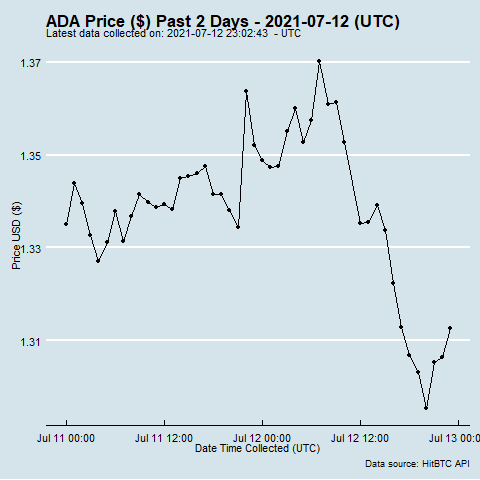 ADA Price ($) Past 2 Days - 2021-07-12 (UTC)
Latest data collected on: 2021-07-12 23:02:43 - UTC
1.37
1.35
1.33
1.31
Price USD ($)
Jul 11 00:00 Jul 11 12:00 Jul 12 00:00 Jul 12 12:00 Jul 13 00:00
Date Time Collected (UTC)
Data source: HitBTC API